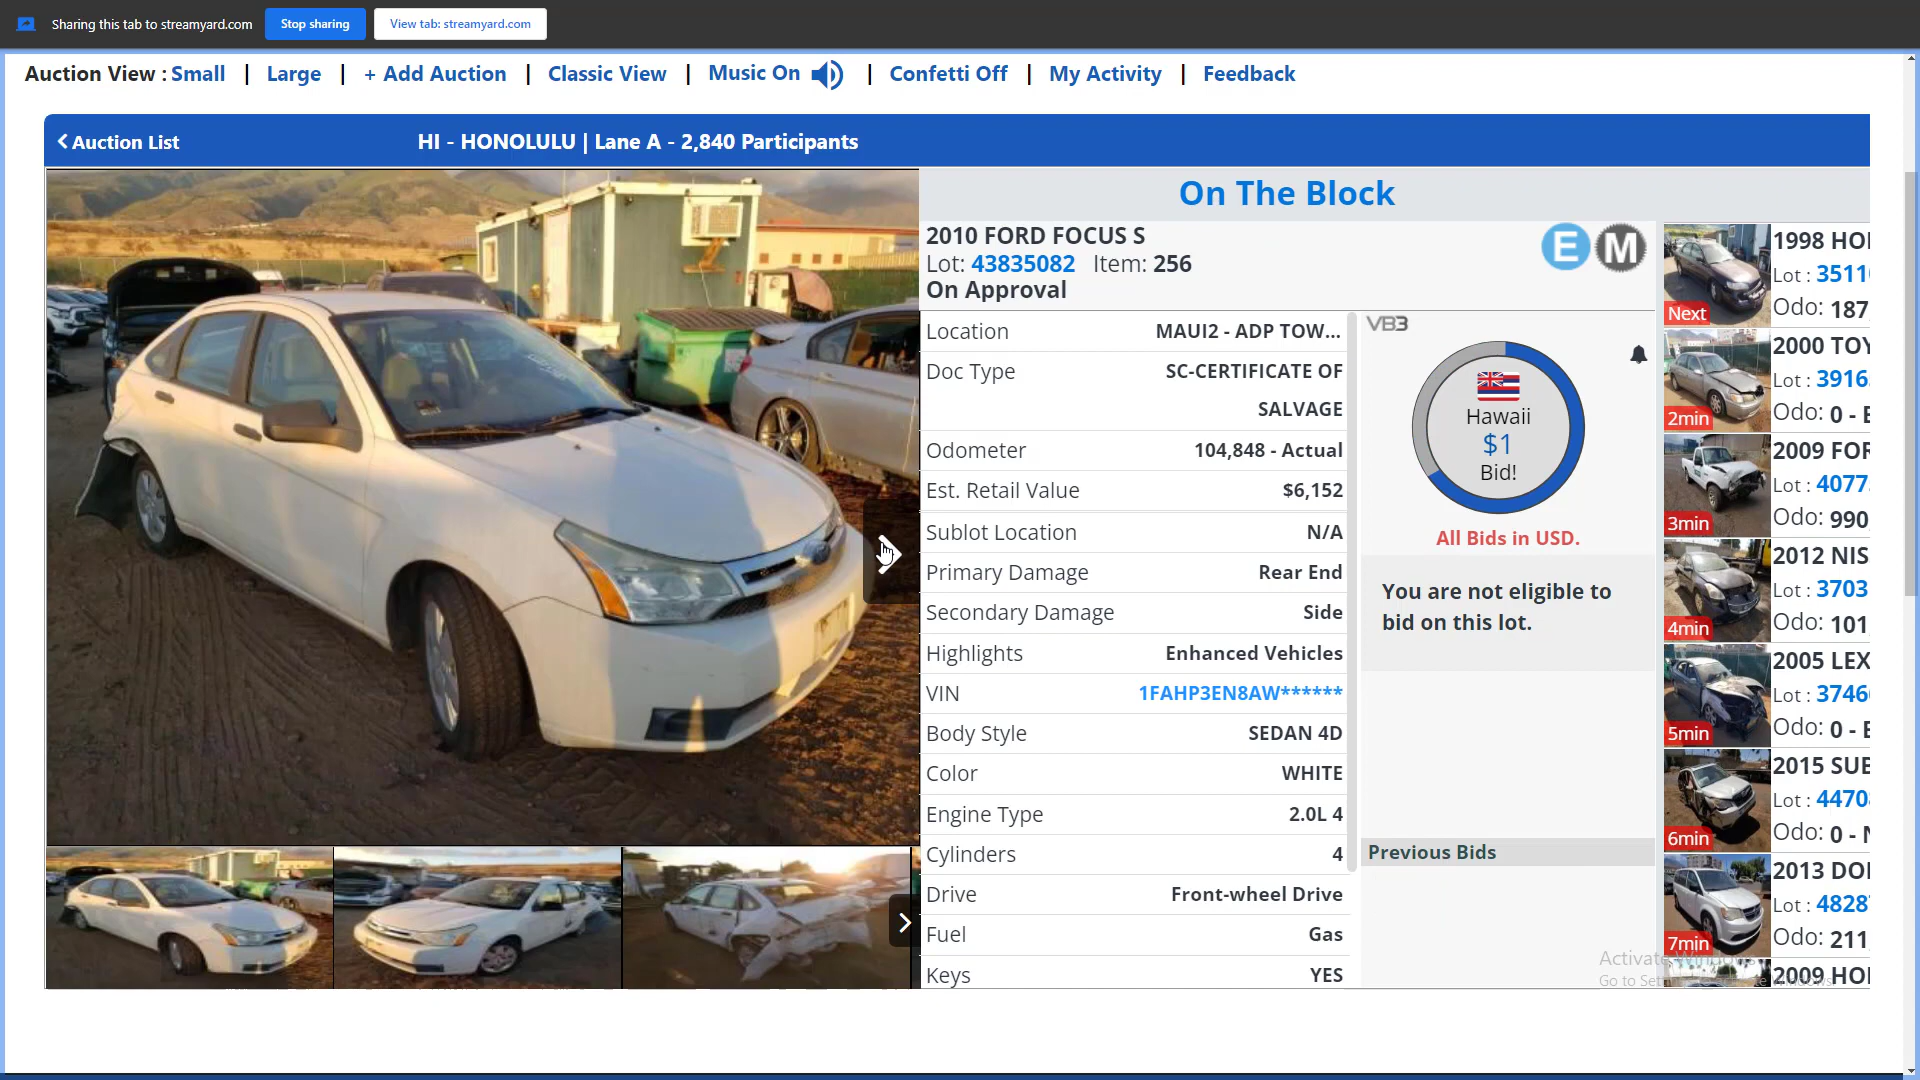 Sharing this tab to streamyard.com Stop sharing View tab: streamyard.com
Auction View : Small | Large | + Add Auction | Classic View | Music On | Confetti Off | My Activity | Feedback
Auction List HI - HONOLULU | Lane A - 2,840 Participants
On The Block
2010 FORD FOCUS S
Lot: 43835082 Item: 256
On Approval
E M
Location MAUI2 - ADP TOW...
Doc Type SC-CERTIFICATE OF
SALVAGE
Odometer 104,848 - Actual
Est. Retail Value $6,152
Sublot Location N/A
Primary Damage Rear End
Secondary Damage Side
Highlights Enhanced Vehicles
VIN 1FAHP3EN8AW******
Body Style SEDAN 4D
Color WHITE
Engine Type 2.0L 4
Cylinders 4
Drive Front-wheel Drive
Fuel Gas
Keys YES
VB3
Hawaii
$1
Bid!
All Bids in USD.
You are not eligible to
bid on this lot.
Previous Bids
1998 HO
Lot : 3511
Odo: 187
Next
2000 TOY
Lot : 3916
Odo: 0 - E
2min
2009 FOR
Lot : 4077
Odo: 990
3min
2012 NIS
Lot : 3703
Odo: 101
4min
2005 LEX
Lot : 3746
Odo: 0 - E
5min
2015 SUB
Lot : 4470
Odo: 0 - N
6min
2013 DO
Lot : 4828
Odo: 211
7min
2009 HO
Activate Windows
Go to Set